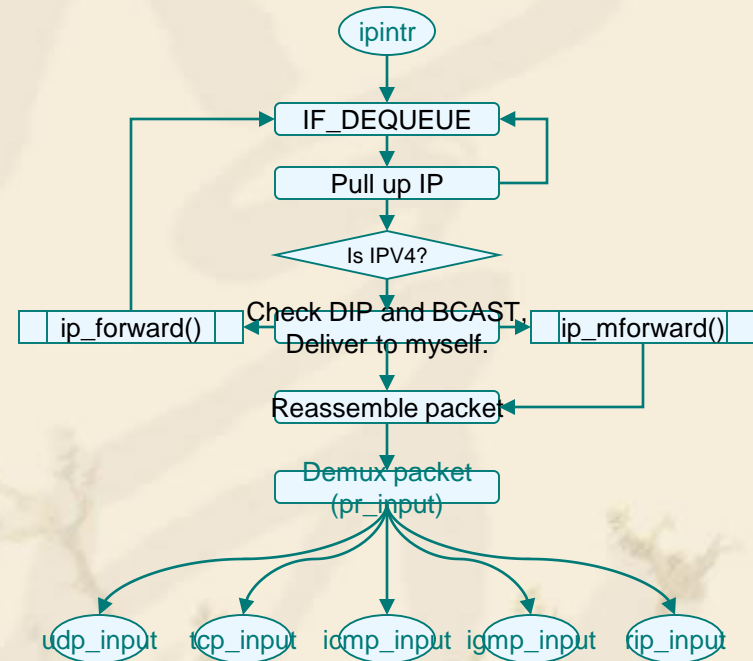 ipintr
IF_DEQUEUE
Pull up IP
Is IPV4?
ip_forward()
Check DIP and BCAST,
Deliver to myself.
ip_mforward()
Reassemble packet
Demux packet
(pr_input)
udp_input
tcp_input
icmp_input
igmp_input
rip_input